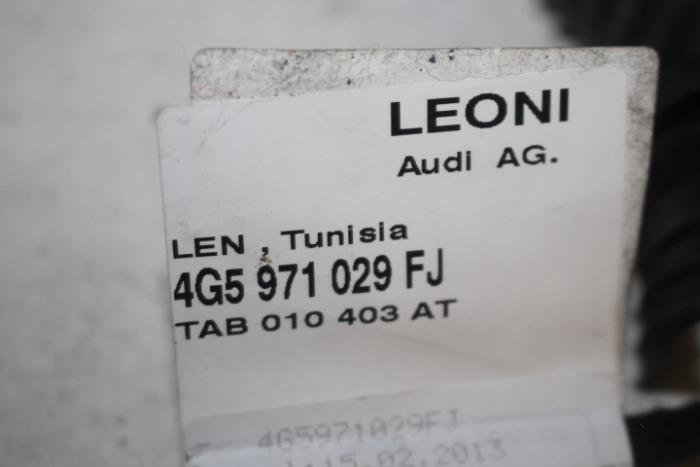 LEONI
Audi AG.
LEN , Tunisia
4G5 971 029 FJ
TAB 010 403 AT
4G5971029FJ
15.02.2013